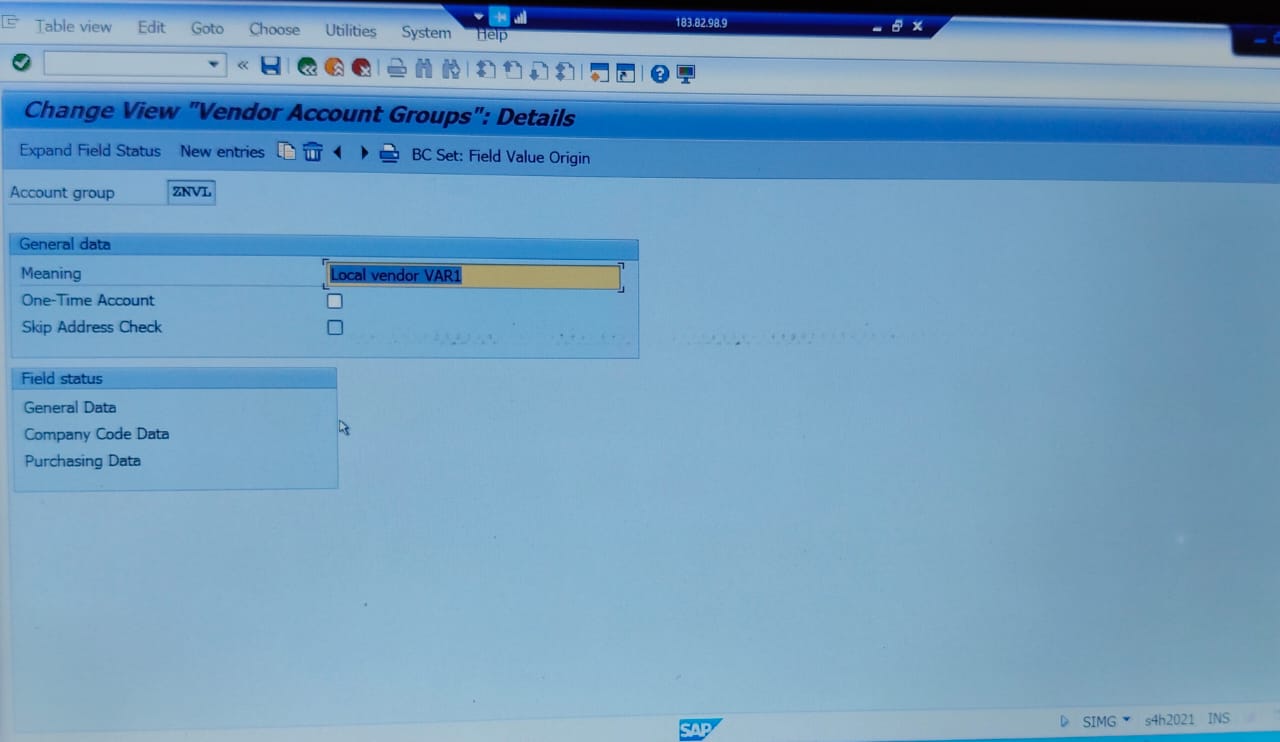 183.82.98.9
Table view Edit Goto Choose Utilities System Help
Change View "Vendor Account Groups": Details
Expand Field Status New entries BC Set: Field Value Origin
Account group ZNVL
General data
Meaning Local vendor VAR1
One-Time Account
Skip Address Check
Field status
General Data
Company Code Data
Purchasing Data
SAP SIMG s4h2021 INS